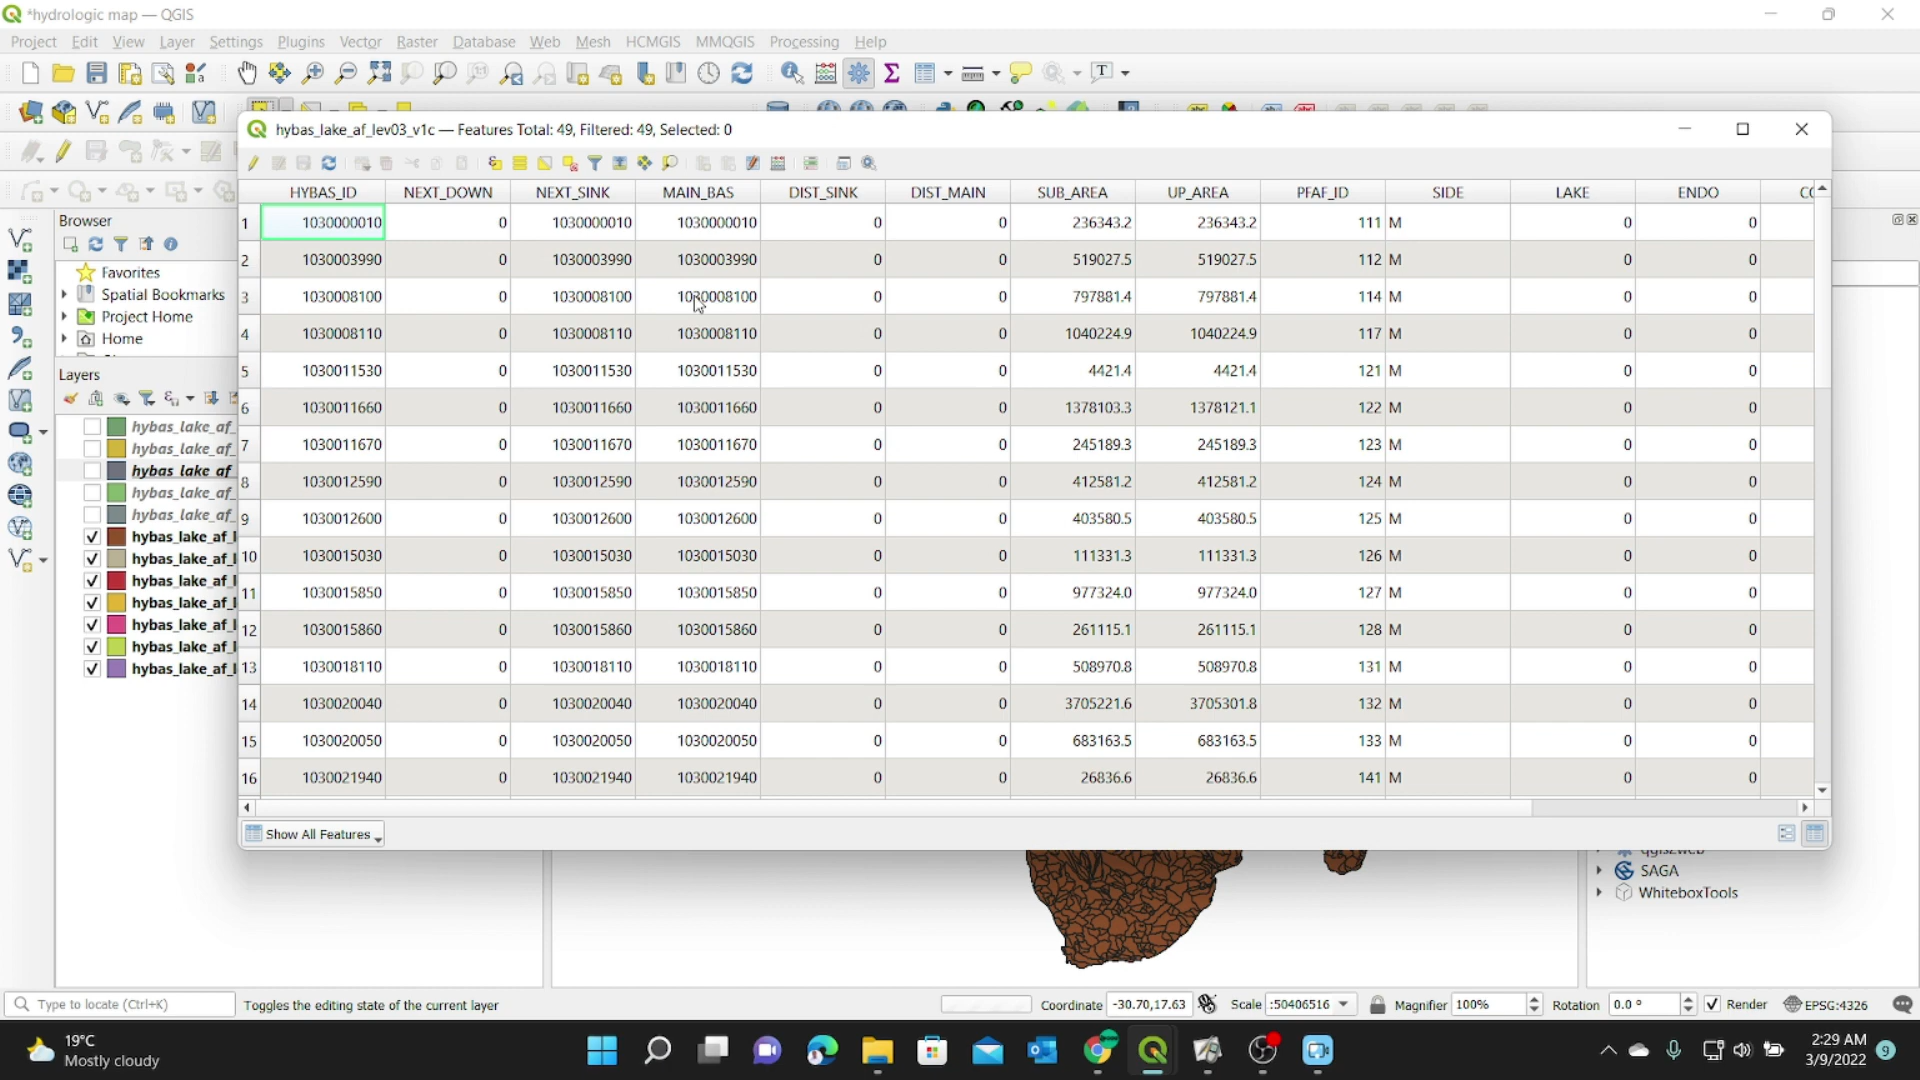 *hydrologic map — QGIS
Project Edit View Layer Settings Plugins Vector Raster Database Web Mesh HCMGIS MMQGIS Processing Help
hybas_lake_af_lev03_v1c — Features Total: 49, Filtered: 49, Selected: 0
HYBAS_ID NEXT_DOWN NEXT_SINK MAIN_BAS DIST_SINK DIST_MAIN SUB_AREA UP_AREA PFAF_ID SIDE LAKE ENDO
1 1030000010 0 1030000010 1030000010 0 0 236343.2 236343.2 111 M 0 0
2 1030003990 0 1030003990 1030003990 0 0 519027.5 519027.5 112 M 0 0
3 1030008100 0 1030008100 1030008100 0 0 797881.4 797881.4 114 M 0 0
4 1030008110 0 1030008110 1030008110 0 0 1040224.9 1040224.9 117 M 0 0
5 1030011530 0 1030011530 1030011530 0 0 4421.4 4421.4 121 M 0 0
6 1030011660 0 1030011660 1030011660 0 0 1378103.3 1378121.1 122 M 0 0
7 1030011670 0 1030011670 1030011670 0 0 245189.3 245189.3 123 M 0 0
8 1030012590 0 1030012590 1030012590 0 0 412581.2 412581.2 124 M 0 0
9 1030012600 0 1030012600 1030012600 0 0 403580.5 403580.5 125 M 0 0
10 1030015030 0 1030015030 1030015030 0 0 111331.3 111331.3 126 M 0 0
11 1030015850 0 1030015850 1030015850 0 0 977324.0 977324.0 127 M 0 0
12 1030015860 0 1030015860 1030015860 0 0 261115.1 261115.1 128 M 0 0
13 1030018110 0 1030018110 1030018110 0 0 508970.8 508970.8 131 M 0 0
14 1030020040 0 1030020040 1030020040 0 0 3705221.6 3705301.8 132 M 0 0
15 1030020050 0 1030020050 1030020050 0 0 683163.5 683163.5 133 M 0 0
16 1030021940 0 1030021940 1030021940 0 0 26836.6 26836.6 141 M 0 0
Show All Features
Browser
Favorites
Spatial Bookmarks
Project Home
Home
Layers
hybas_lake_af_
hybas_lake_af_
hybas_lake_af
hybas_lake_af_
hybas_lake_af_
hybas_lake_af_l
hybas_lake_af_l
hybas_lake_af_l
hybas_lake_af_l
hybas_lake_af_l
hybas_lake_af_l
hybas_lake_af_l
SAGA
WhiteboxTools
Type to locate (Ctrl+K) Toggles the editing state of the current layer Coordinate -30.70,17.63 Scale :50406516 Magnifier 100% Rotation 0.0 ° Render EPSG:4326
19°C
Mostly cloudy
2:29 AM
3/9/2022 9